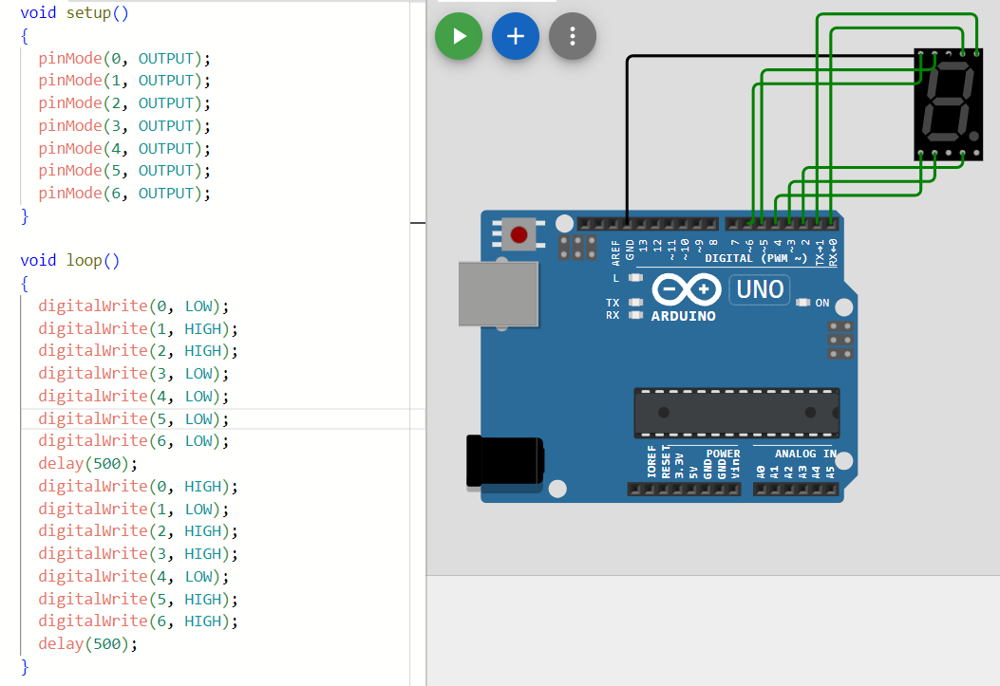 void setup()
{
pinMode(0, OUTPUT);
pinMode(1, OUTPUT);
pinMode(2, OUTPUT);
pinMode(3, OUTPUT);
pinMode(4, OUTPUT);
pinMode(5, OUTPUT);
pinMode(6, OUTPUT);
}
void loop()
{
digitalWrite(0, LOW);
digitalWrite(1, HIGH);
digitalWrite(2, HIGH);
digitalWrite(3, LOW);
digitalWrite(4, LOW);
digitalWrite(5, LOW);
digitalWrite(6, LOW);
delay(500);
digitalWrite(0, HIGH);
digitalWrite(1, LOW);
digitalWrite(2, HIGH);
digitalWrite(3, HIGH);
digitalWrite(4, LOW);
digitalWrite(5, HIGH);
digitalWrite(6, HIGH);
delay(500);
}
AREF
GND
13
12
~11
~10
~9
8
7
~6
~5
4
~3
2
TX→1
RX←0
DIGITAL (PWM ~)
L
TX
RX
ARDUINO
UNO
ON
IOREF
RESET
3.3V
5V
GND
GND
Vin
POWER
ANALOG IN
A0
A1
A2
A3
A4
A5